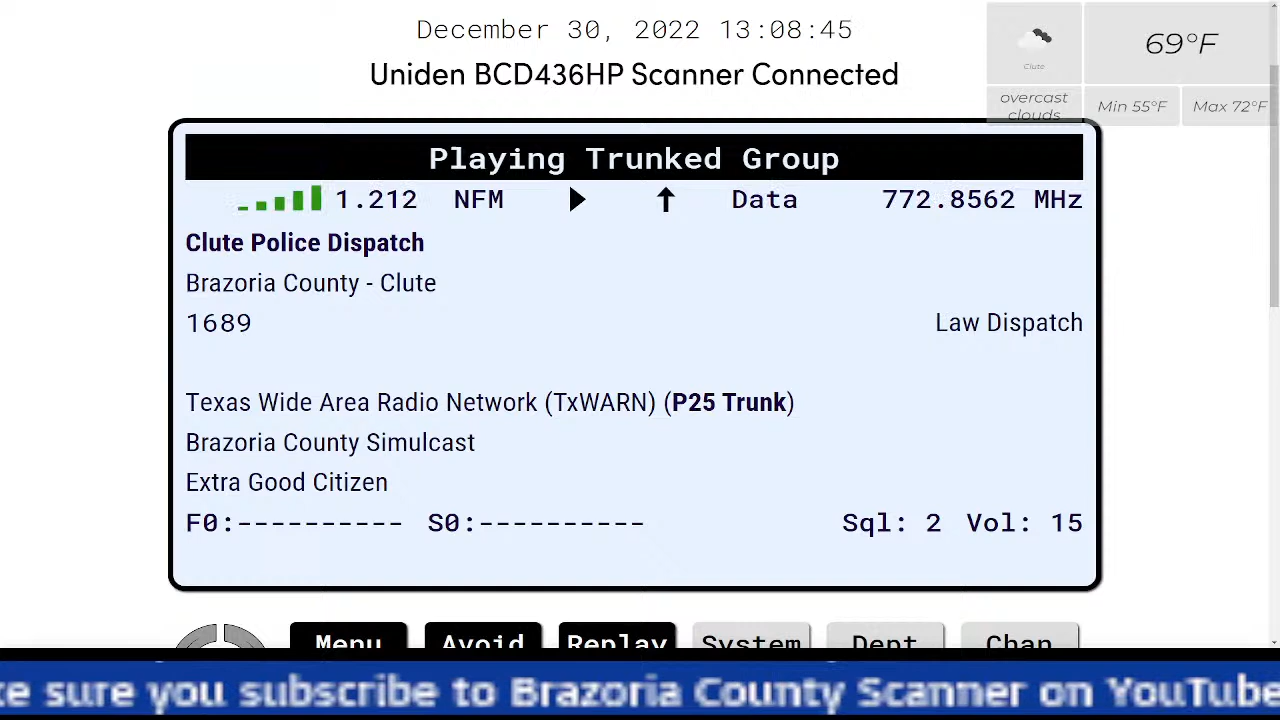 December 30, 2022 13:08:45
Uniden BCD436HP Scanner Connected
Clute
69°F
overcast clouds
Min 55°F
Max 72°F
Playing Trunked Group
1.212 NFM Data 772.8562 MHz
Clute Police Dispatch
Brazoria County - Clute
1689 Law Dispatch
Texas Wide Area Radio Network (TxWARN) (P25 Trunk)
Brazoria County Simulcast
Extra Good Citizen
F0:---------- S0:---------- Sql: 2 Vol: 15
Menu Avoid Replay System Dept Chan
ke sure you subscribe to Brazoria County Scanner on YouTube